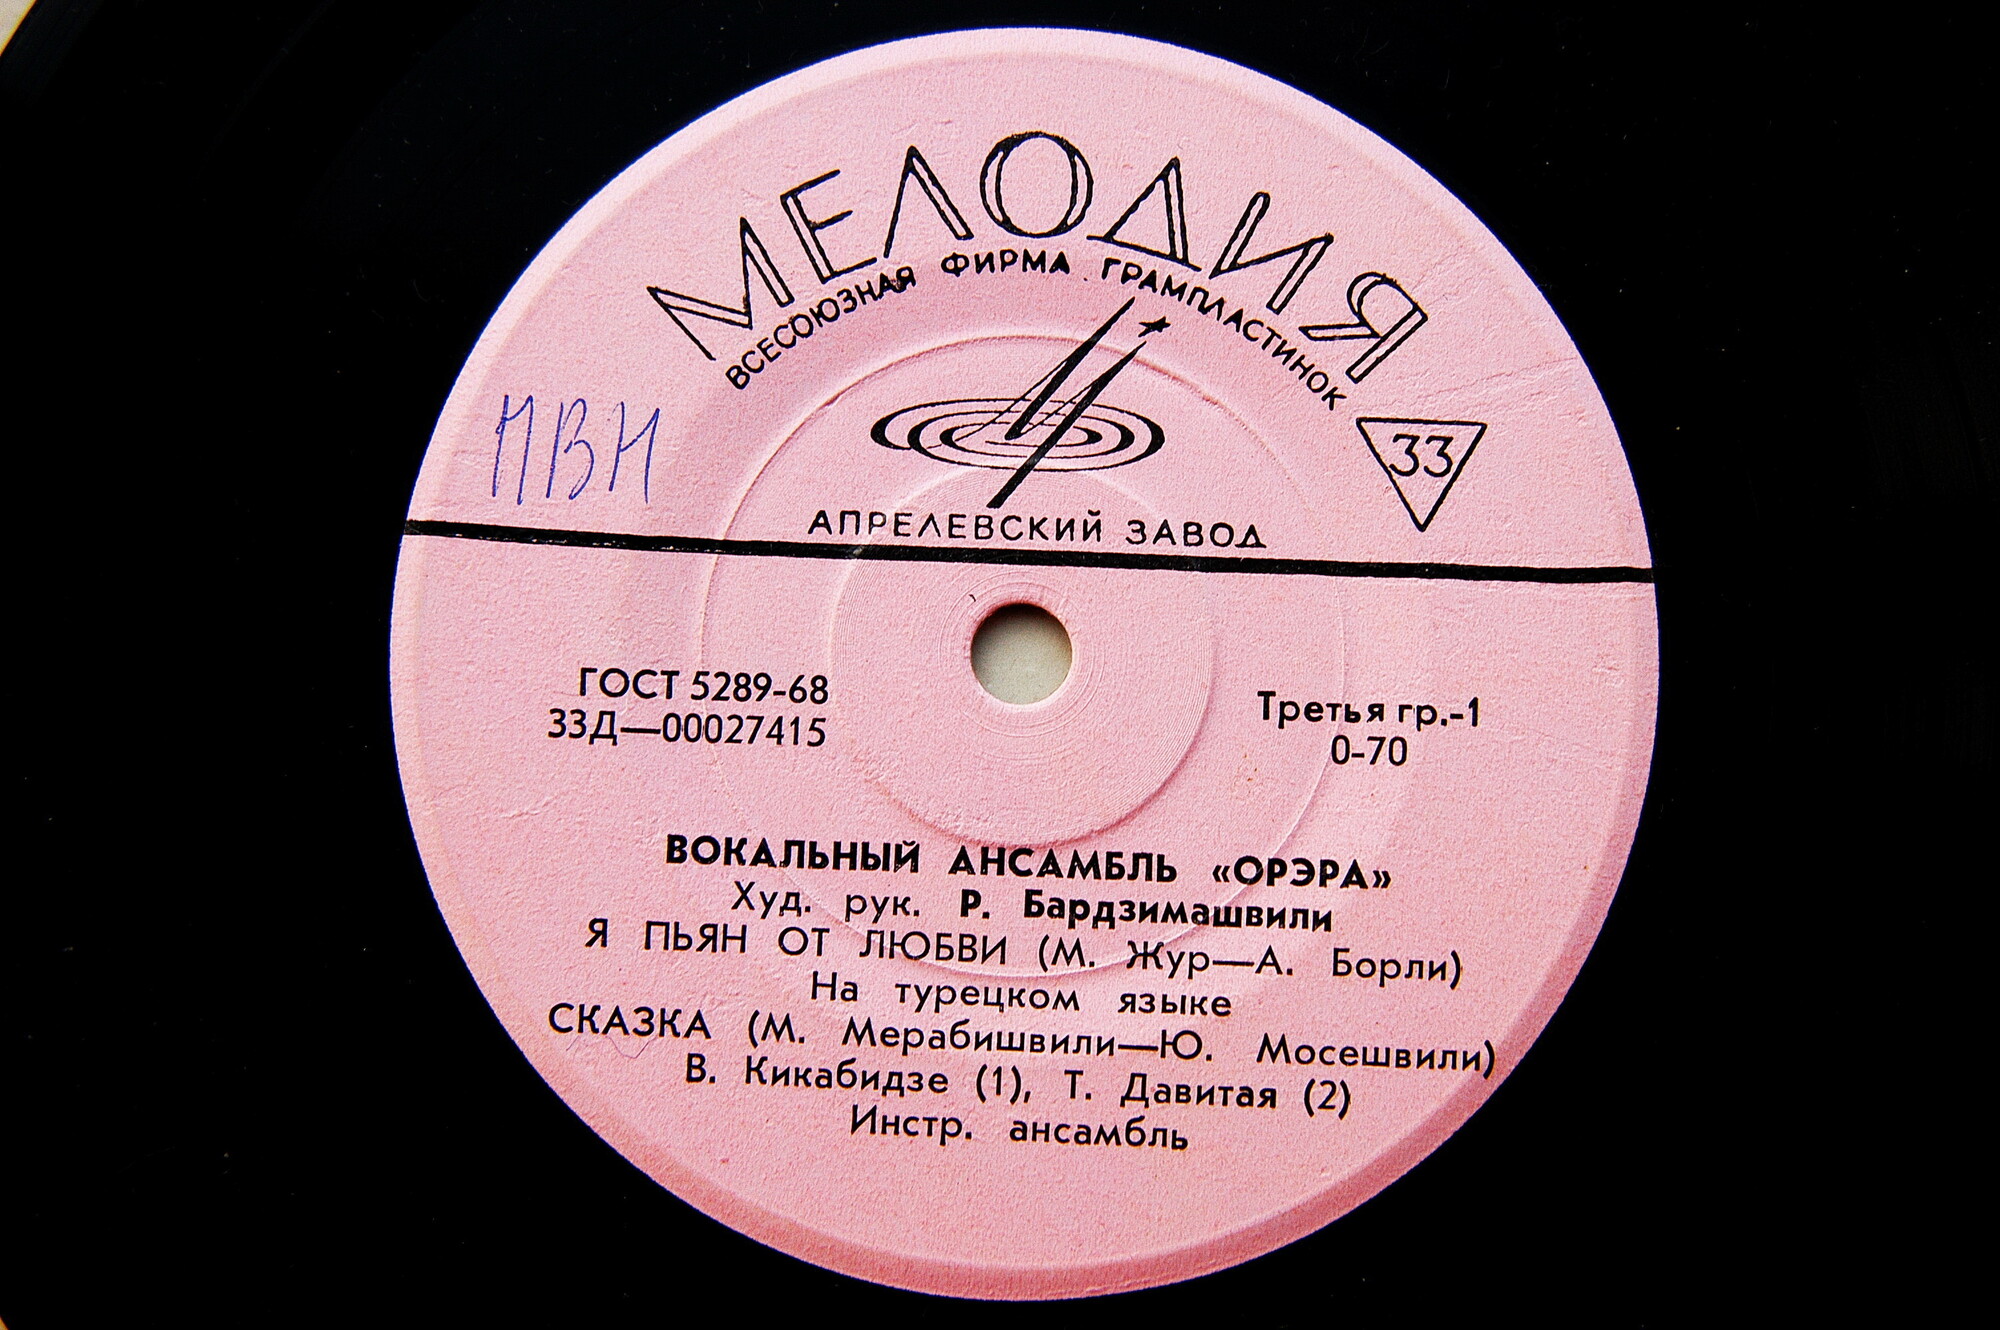 МЕЛОДИЯ
ВСЕСОЮЗНАЯ ФИРМА ГРАМПЛАСТИНОК
33
ПВН
АПРЕЛЕВСКИЙ ЗАВОД
ГОСТ 5289-68
33Д—00027415
Третья гр.-1
0-70
ВОКАЛЬНЫЙ АНСАМБЛЬ «ОРЭРА»
Худ. рук. Р. Бардзимашвили
Я ПЬЯН ОТ ЛЮБВИ (М. Жур—А. Борли)
На турецком языке
СКАЗКА (М. Мерабишвили—Ю. Мосешвили)
В. Кикабидзе (1), Т. Давитая (2)
Инстр. ансамбль